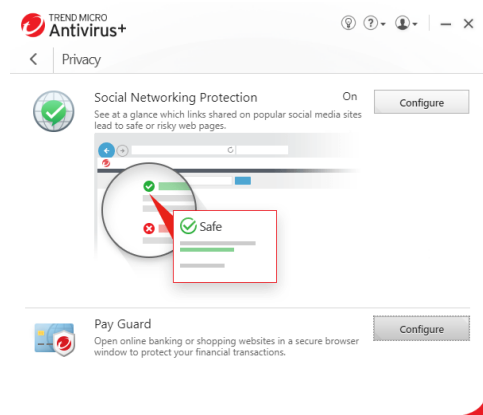 TREND MICRO
Antivirus+
Privacy
Social Networking Protection
On
Configure
See at a glance which links shared on popular social media sites
lead to safe or risky web pages.
Safe
Pay Guard
Configure
Open online banking or shopping websites in a secure browser
window to protect your financial transactions.